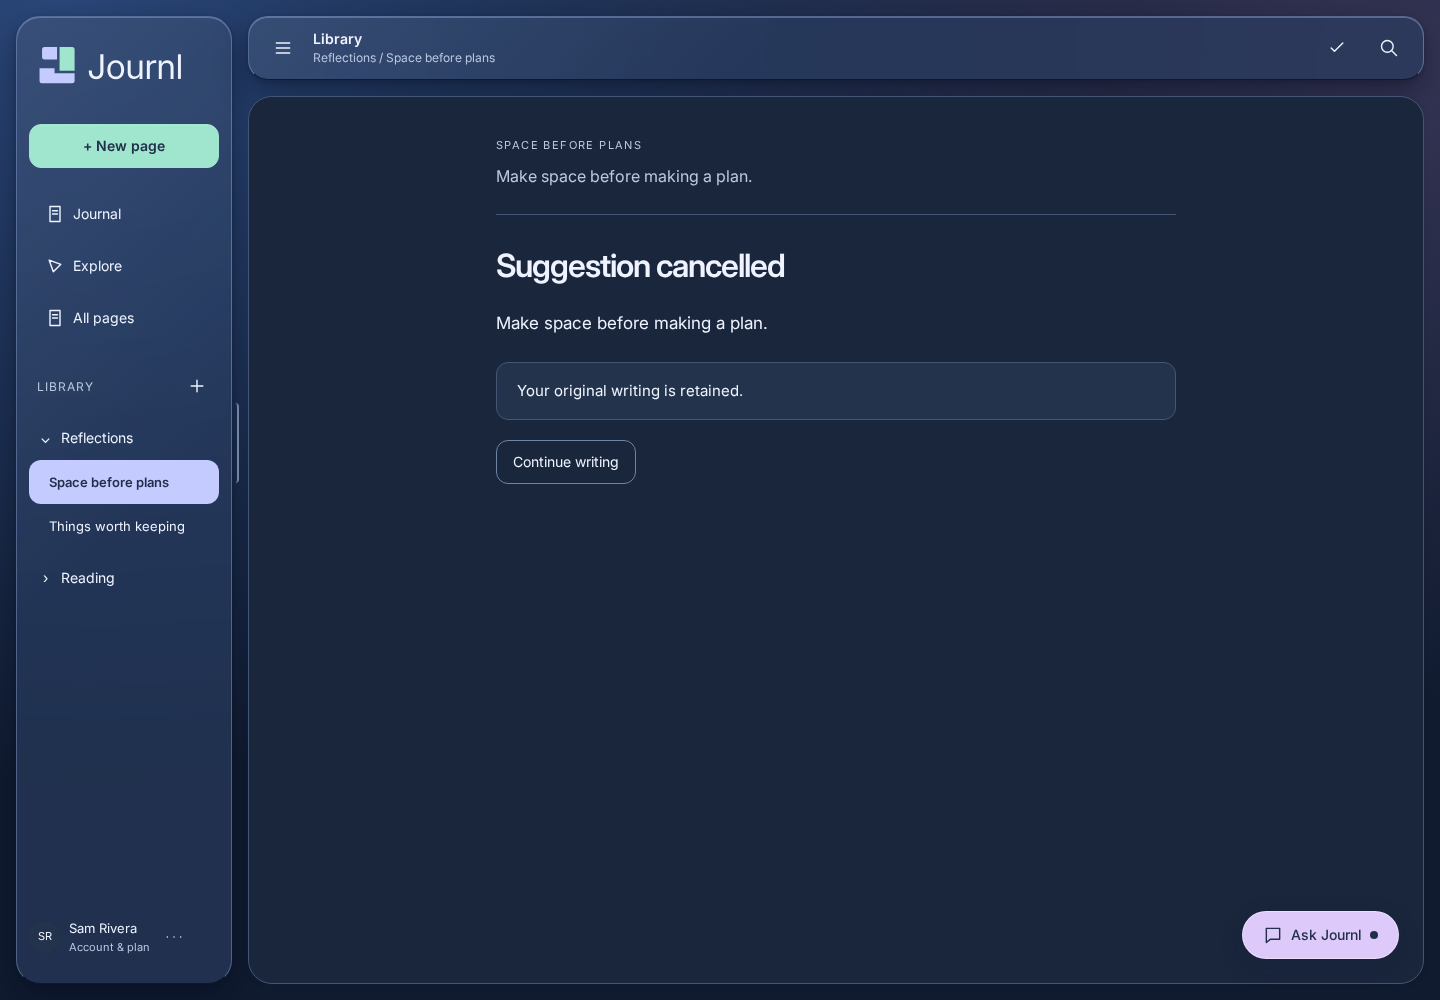 Journl
+ New page
Journal
Explore
All pages
LIBRARY
Reflections
Space before plans
Things worth keeping
Reading
SR
Sam Rivera
Account & plan
...
Library
Reflections / Space before plans
SPACE BEFORE PLANS
Make space before making a plan.
Suggestion cancelled
Make space before making a plan.
Your original writing is retained.
Continue writing
Ask Journl